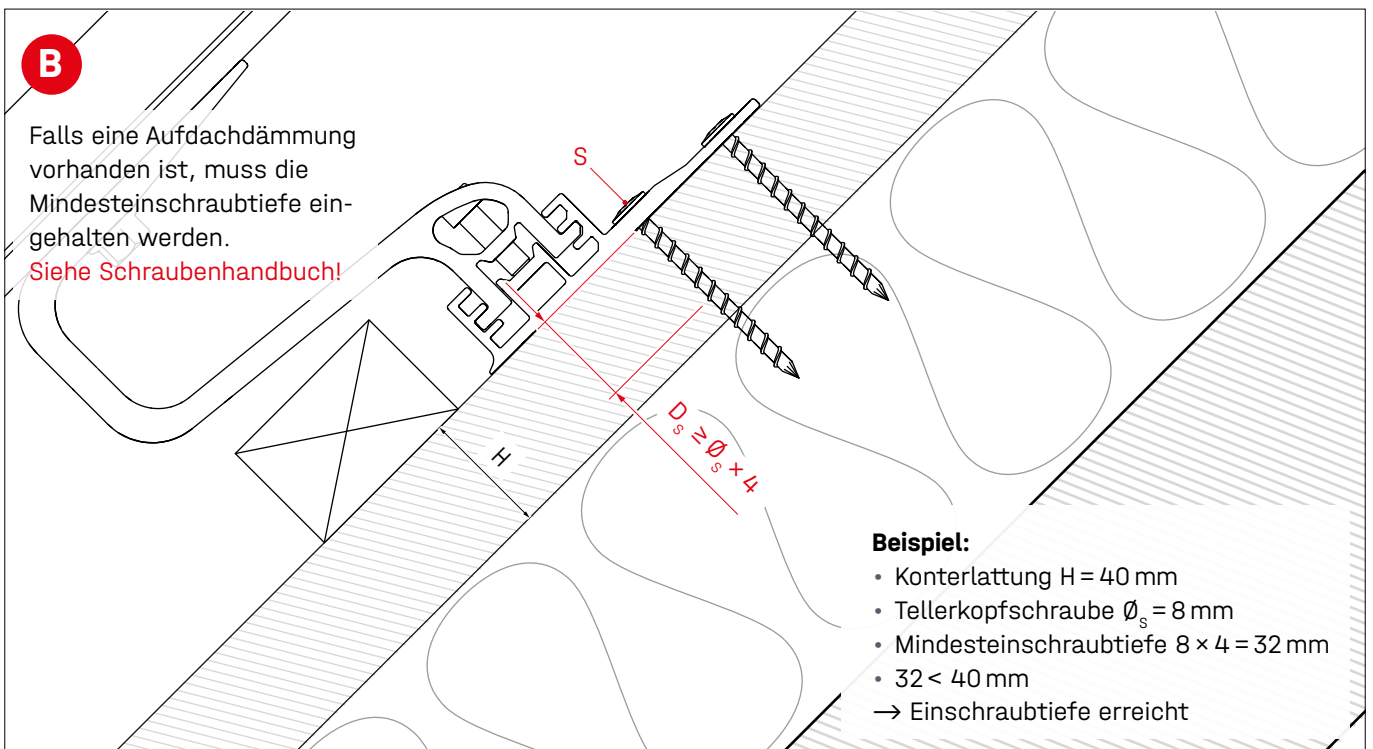 B
Falls eine Aufdachdämmung
vorhanden ist, muss die
Mindesteinschraubtiefe ein-
gehalten werden.
Siehe Schraubenhandbuch!
S
H
D_s ≥ Ø_s × 4
Beispiel:
• Konterlattung H = 40 mm
• Tellerkopfschraube Ø_s = 8 mm
• Mindesteinschraubtiefe 8 × 4 = 32 mm
• 32 < 40 mm
→ Einschraubtiefe erreicht